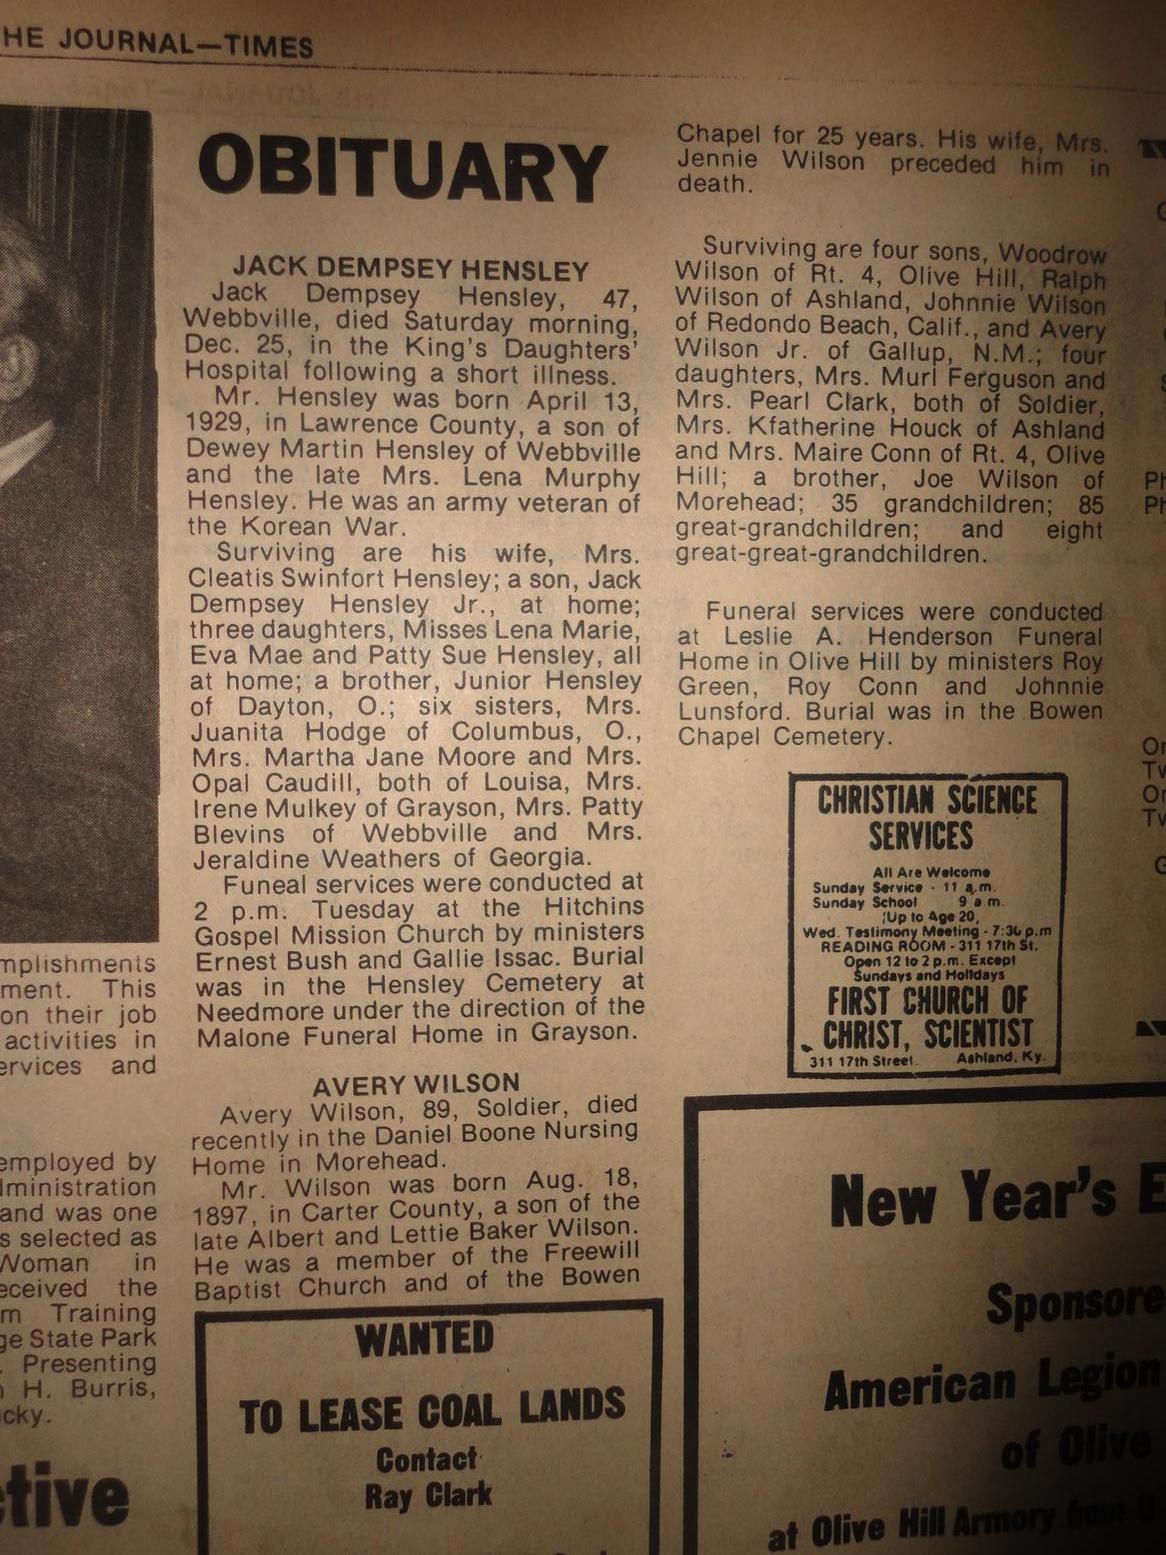 HE JOURNAL—TIMES
OBITUARY
JACK DEMPSEY HENSLEY
Jack Dempsey Hensley, 47,
Webbville, died Saturday morning,
Dec. 25, in the King's Daughters'
Hospital following a short illness.
Mr. Hensley was born April 13,
1929, in Lawrence County, a son of
Dewey Martin Hensley of Webbville
and the late Mrs. Lena Murphy
Hensley. He was an army veteran of
the Korean War.
Surviving are his wife, Mrs.
Cleatis Swinfort Hensley; a son, Jack
Dempsey Hensley Jr., at home;
three daughters, Misses Lena Marie,
Eva Mae and Patty Sue Hensley, all
at home; a brother, Junior Hensley
of Dayton, O.; six sisters, Mrs.
Juanita Hodge of Columbus, O.,
Mrs. Martha Jane Moore and Mrs.
Opal Caudill, both of Louisa, Mrs.
Irene Mulkey of Grayson, Mrs. Patty
Blevins of Webbville and Mrs.
Jeraldine Weathers of Georgia.
Funeal services were conducted at
2 p.m. Tuesday at the Hitchins
Gospel Mission Church by ministers
Ernest Bush and Gallie Issac. Burial
was in the Hensley Cemetery at
Needmore under the direction of the
Malone Funeral Home in Grayson.
AVERY WILSON
Avery Wilson, 89, Soldier, died
recently in the Daniel Boone Nursing
Home in Morehead.
Mr. Wilson was born Aug. 18,
1897, in Carter County, a son of the
late Albert and Lettie Baker Wilson.
He was a member of the Freewill
Baptist Church and of the Bowen
Chapel for 25 years. His wife, Mrs.
Jennie Wilson preceded him in
death.
Surviving are four sons, Woodrow
Wilson of Rt. 4, Olive Hill, Ralph
Wilson of Ashland, Johnnie Wilson
of Redondo Beach, Calif., and Avery
Wilson Jr. of Gallup, N.M.; four
daughters, Mrs. Murl Ferguson and
Mrs. Pearl Clark, both of Soldier,
Mrs. Kfatherine Houck of Ashland
and Mrs. Maire Conn of Rt. 4, Olive
Hill; a brother, Joe Wilson of
Morehead; 35 grandchildren; 85
great-grandchildren; and eight
great-great-grandchildren.
Funeral services were conducted
at Leslie A. Henderson Funeral
Home in Olive Hill by ministers Roy
Green, Roy Conn and Johnnie
Lunsford. Burial was in the Bowen
Chapel Cemetery.
CHRISTIAN SCIENCE
SERVICES
All Are Welcome
Sunday Service - 11 a.m.
Sunday School 9 a.m.
(Up to Age 20)
Wed. Testimony Meeting - 7:30 p.m
READING ROOM - 311 17th St.
Open 12 to 2 p.m. Except
Sundays and Holidays
FIRST CHURCH OF
CHRIST, SCIENTIST
311 17th Street. Ashland, Ky.
WANTED
TO LEASE COAL LANDS
Contact
Ray Clark
New Year's E
Sponsore
American Legion
of Olive
at Olive Hill Armory from
mplishments
ment. This
on their job
activities in
ervices and
employed by
dministration
and was one
s selected as
Woman in
eceived the
m Training
ge State Park
. Presenting
n H. Burris,
cky.
ctive
Ph
Ph
Or
Tv
Or
Tv
G